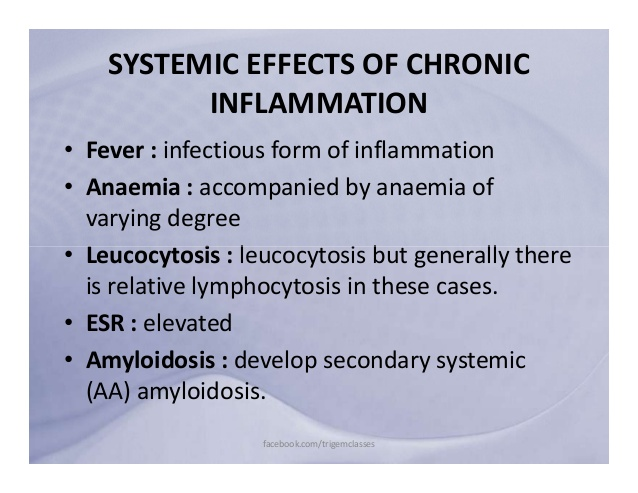 SYSTEMIC EFFECTS OF CHRONIC
INFLAMMATION
• Fever : infectious form of inflammation
• Anaemia : accompanied by anaemia of
varying degree
• Leucocytosis : leucocytosis but generally there
is relative lymphocytosis in these cases.
• ESR : elevated
• Amyloidosis : develop secondary systemic
(AA) amyloidosis.
facebook.com/trigemclasses